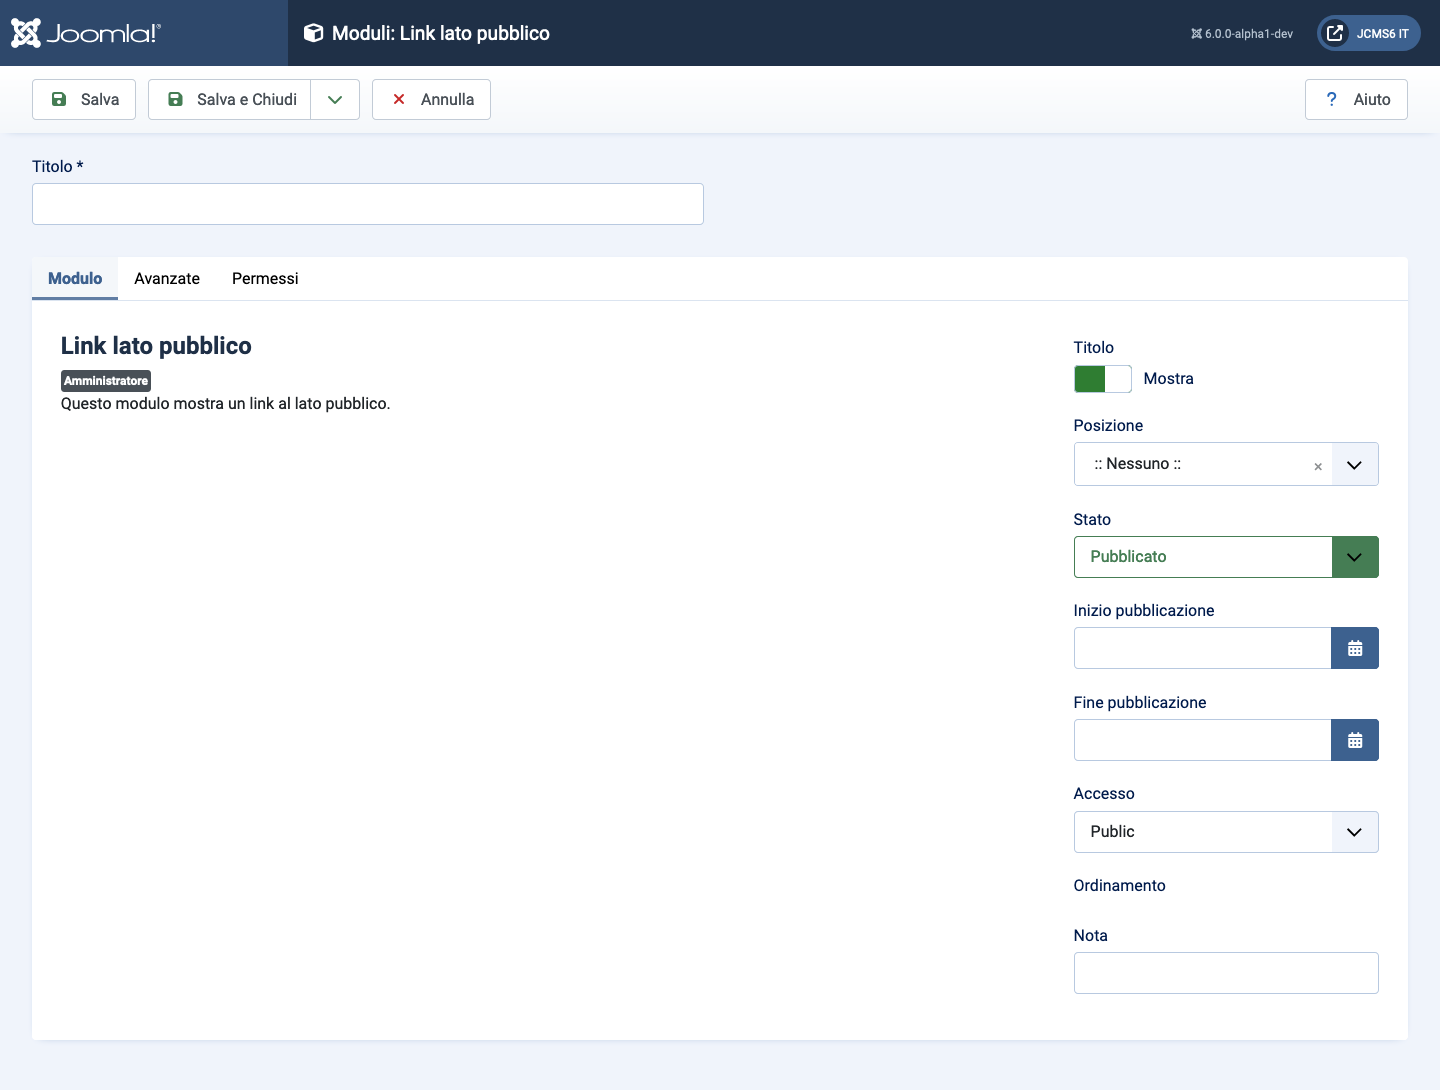 Joomla!®
Moduli: Link lato pubblico
6.0.0-alpha1-dev
JCMS6 IT
Salva
Salva e Chiudi
Annulla
? Aiuto
Titolo *
Modulo
Avanzate
Permessi
Link lato pubblico
Amministratore
Questo modulo mostra un link al lato pubblico.
Titolo
Mostra
Posizione
:: Nessuno ::
×
Stato
Pubblicato
Inizio pubblicazione
Fine pubblicazione
Accesso
Public
Ordinamento
Nota